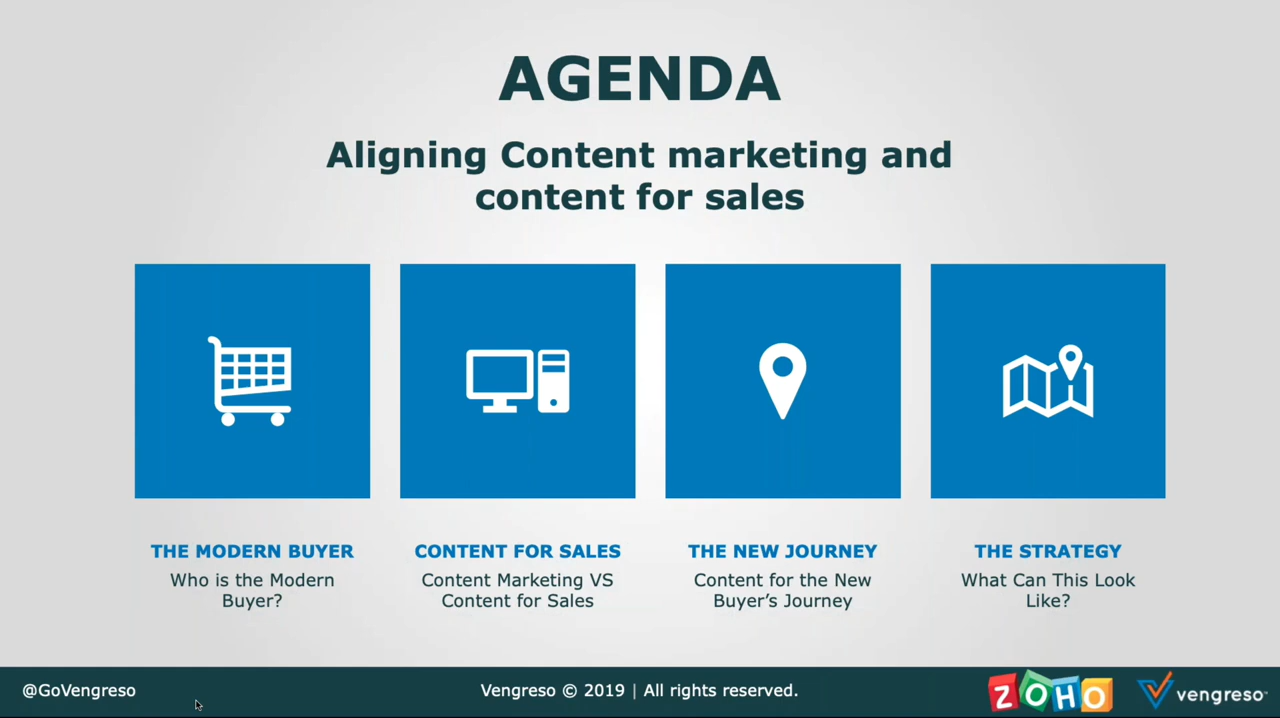 AGENDA
Aligning Content marketing and
content for sales
THE MODERN BUYER
Who is the Modern
Buyer?
CONTENT FOR SALES
Content Marketing VS
Content for Sales
THE NEW JOURNEY
Content for the New
Buyer’s Journey
THE STRATEGY
What Can This Look
Like?
@GoVengreso
Vengreso © 2019 | All rights reserved.
ZOHO
vengreso™